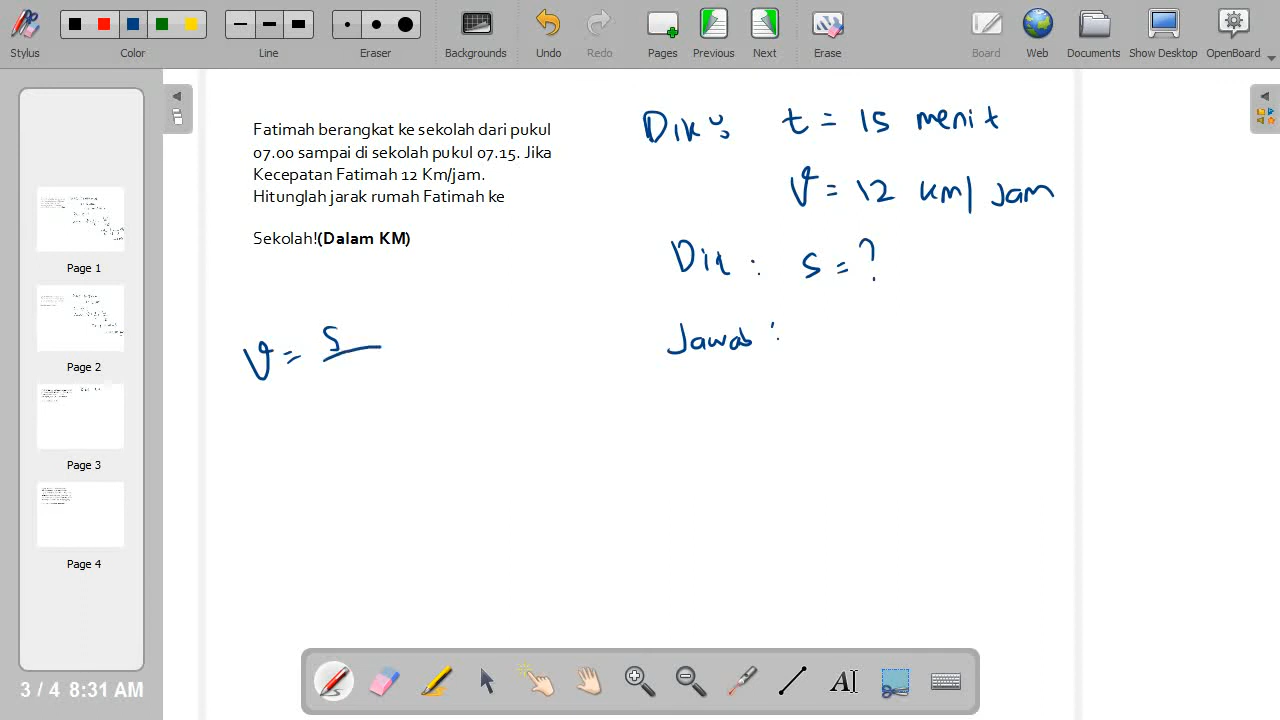 Stylus
Color
Line
Eraser
Backgrounds
Undo
Redo
Pages
Previous
Next
Erase
Board
Web
Documents
Show Desktop
OpenBoard
Page 1
Page 2
Page 3
Page 4
3 / 4 8:31 AM
Fatimah berangkat ke sekolah dari pukul
07.00 sampai di sekolah pukul 07.15. Jika
Kecepatan Fatimah 12 Km/jam.
Hitunglah jarak rumah Fatimah ke
Sekolah!(Dalam KM)
V = S
Dik : t = 15 menit
V = 12 km/ jam
Dit : S = ?
Jawab :